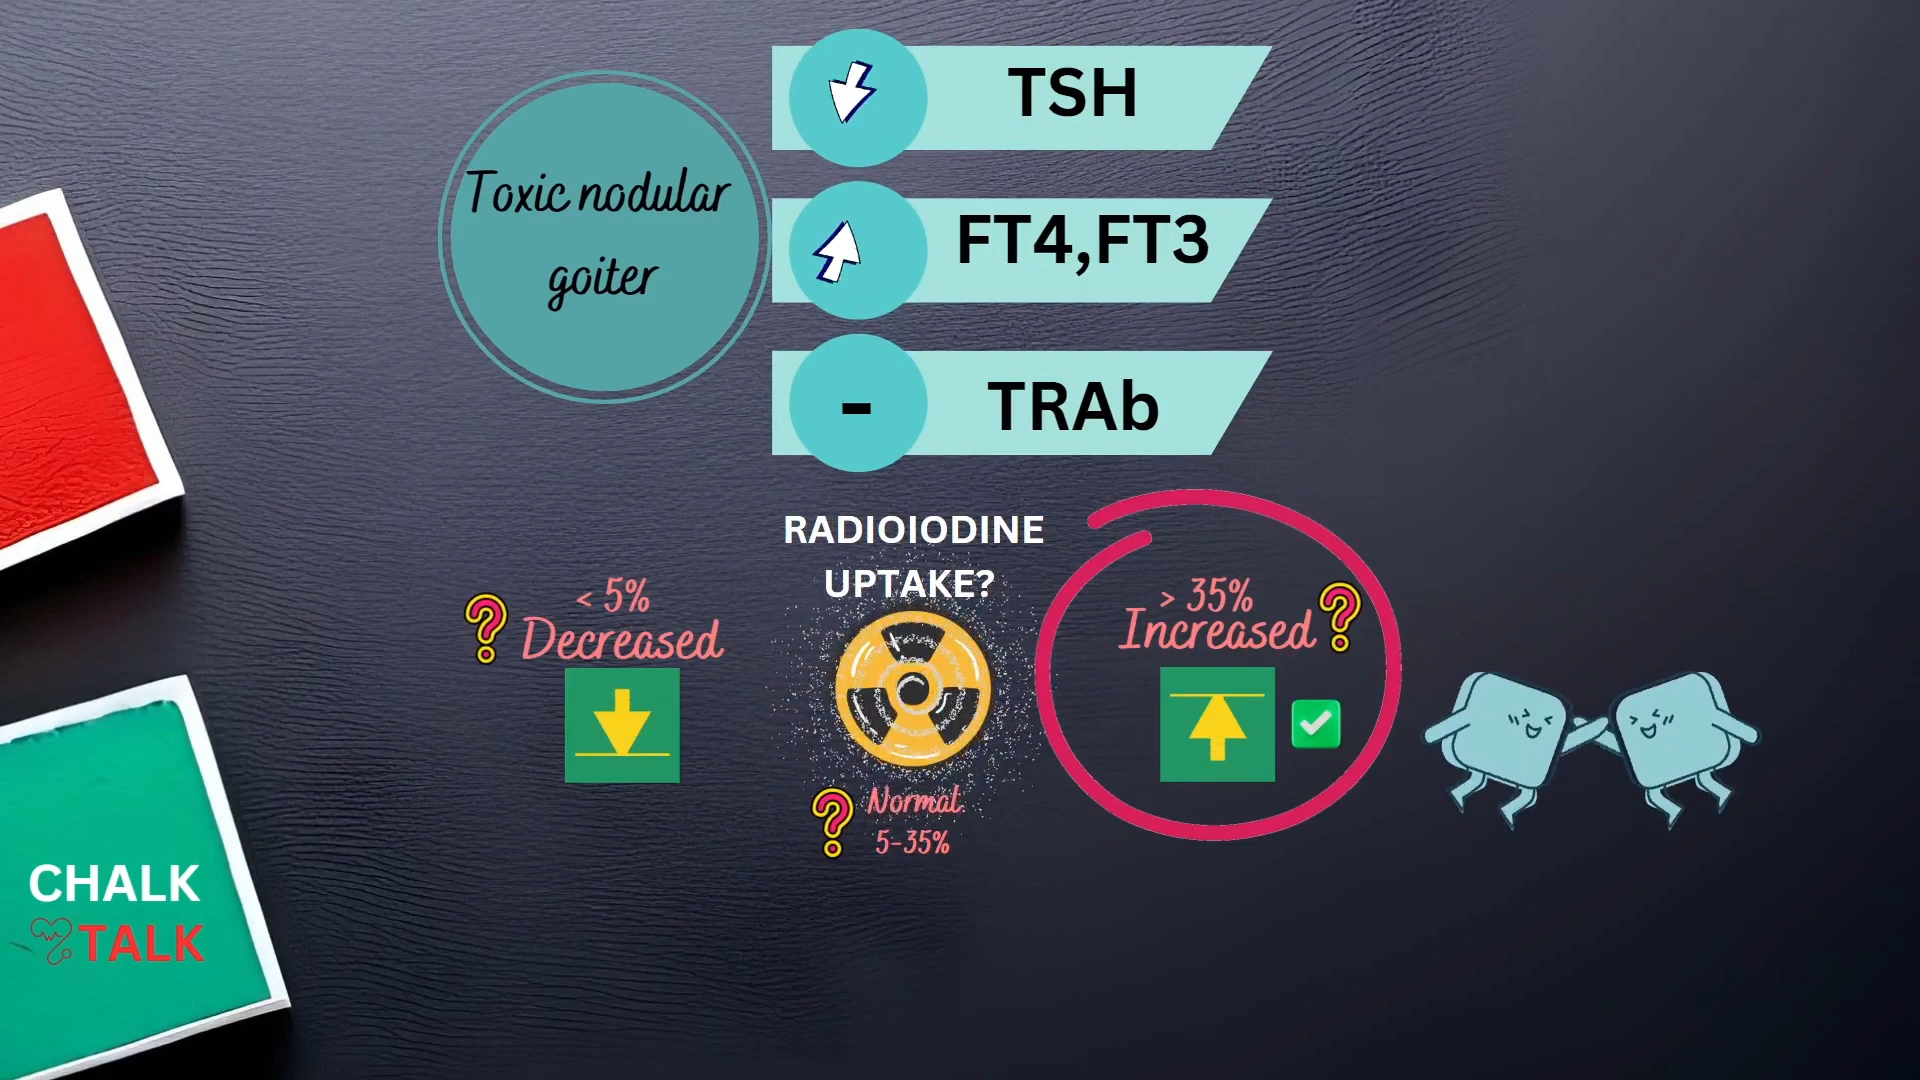 Toxic nodular
goiter
TSH
FT4,FT3
-
TRAb
RADIOIODINE
UPTAKE?
< 5%
Decreased
> 35%
Increased
Normal
5-35%
CHALK
TALK